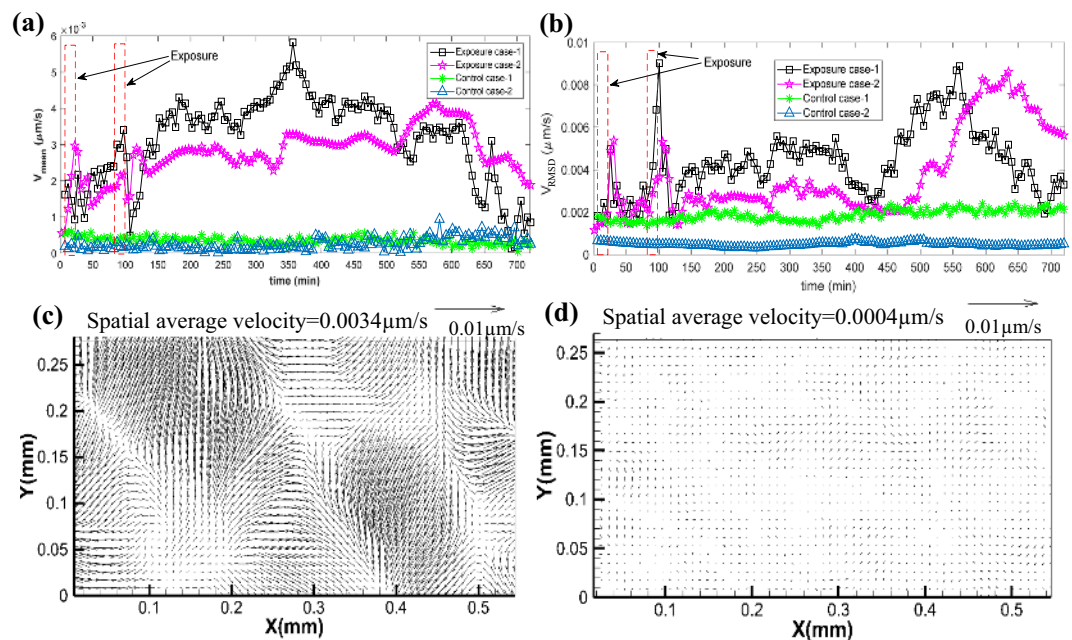 (a)
×10⁻³
6
5
4
3
2
1
0
V_mean (μm/s)
0 50 100 150 200 250 300 350 400 450 500 550 600 650 700
time (min)
Exposure
Exposure case-1
Exposure case-2
Control case-1
Control case-2
(b)
0.01
0.008
0.006
0.004
0.002
0
V_RMSD (μ m/s)
0 50 100 150 200 250 300 350 400 450 500 550 600 650 700
time (min)
Exposure
Exposure case-1
Exposure case-2
Control case-1
Control case-2
(c)
Spatial average velocity=0.0034μm/s
0.01μm/s
0.25
0.2
0.15
0.1
0.05
0
Y(mm)
0.1 0.2 0.3 0.4 0.5
X(mm)
(d)
Spatial average velocity=0.0004μm/s
0.01μm/s
0.25
0.2
0.15
0.1
0.05
0
Y(mm)
0.1 0.2 0.3 0.4 0.5
X(mm)